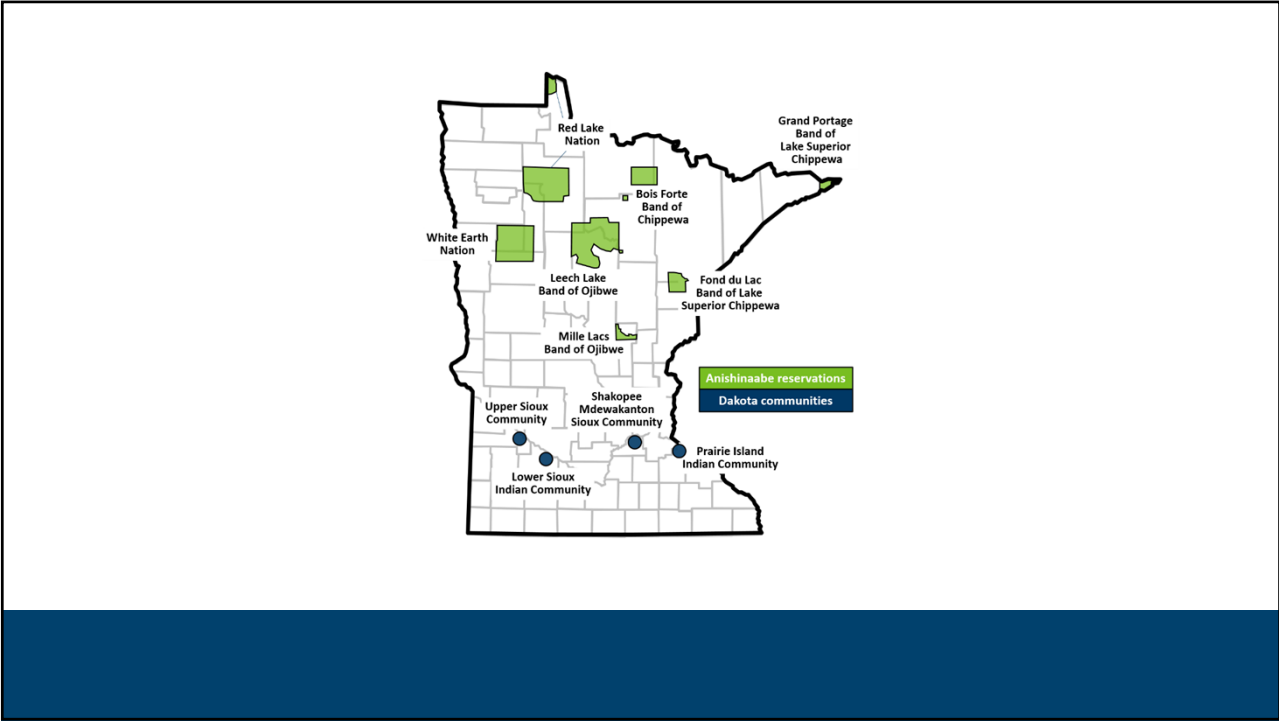 Red Lake
Nation
Grand Portage
Band of
Lake Superior
Chippewa
Bois Forte
Band of
Chippewa
White Earth
Nation
Leech Lake
Band of Ojibwe
Fond du Lac
Band of Lake
Superior Chippewa
Mille Lacs
Band of Ojibwe
Anishinaabe reservations
Dakota communities
Upper Sioux
Community
Shakopee
Mdewakanton
Sioux Community
Prairie Island
Indian Community
Lower Sioux
Indian Community